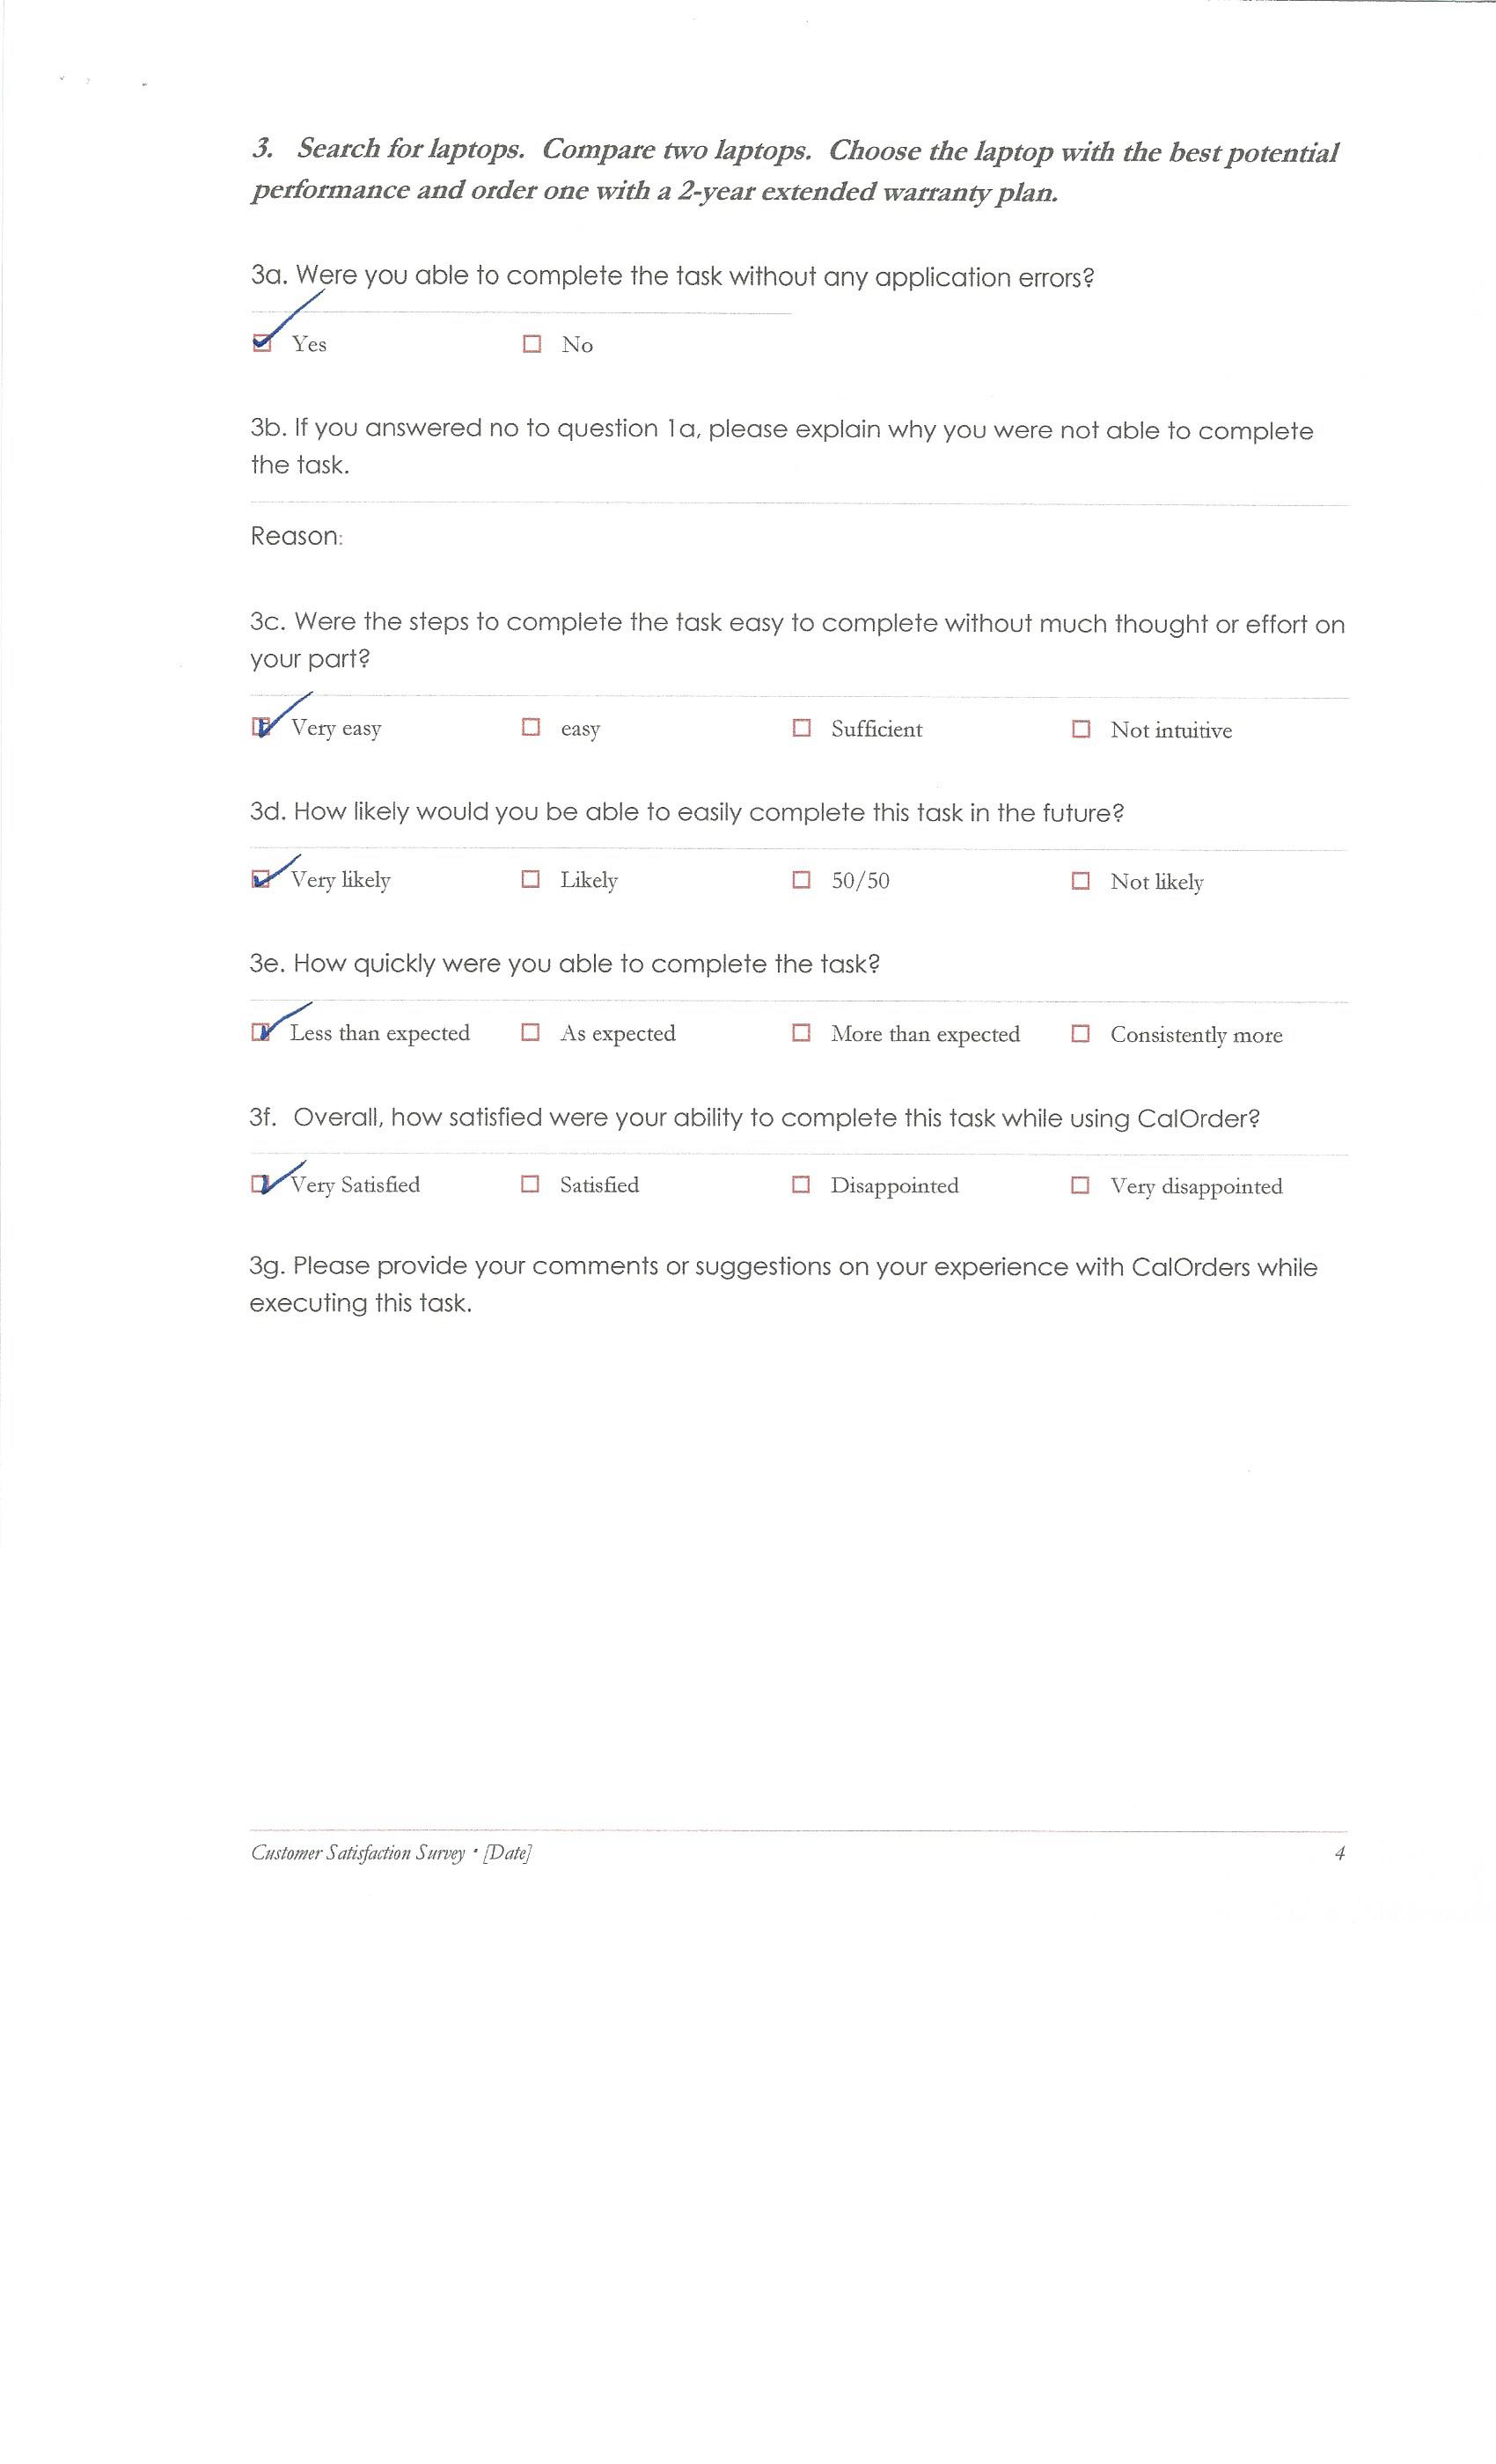 3. Search for laptops. Compare two laptops. Choose the laptop with the best potential
performance and order one with a 2-year extended warranty plan.
3a. Were you able to complete the task without any application errors?
Yes No
3b. If you answered no to question 1a, please explain why you were not able to complete
the task.
Reason:
3c. Were the steps to complete the task easy to complete without much thought or effort on
your part?
Very easy easy Sufficient Not intuitive
3d. How likely would you be able to easily complete this task in the future?
Very likely Likely 50/50 Not likely
3e. How quickly were you able to complete the task?
Less than expected As expected More than expected Consistently more
3f. Overall, how satisfied were your ability to complete this task while using CalOrder?
Very Satisfied Satisfied Disappointed Very disappointed
3g. Please provide your comments or suggestions on your experience with CalOrders while
executing this task.
Customer Satisfaction Survey • [Date] 4